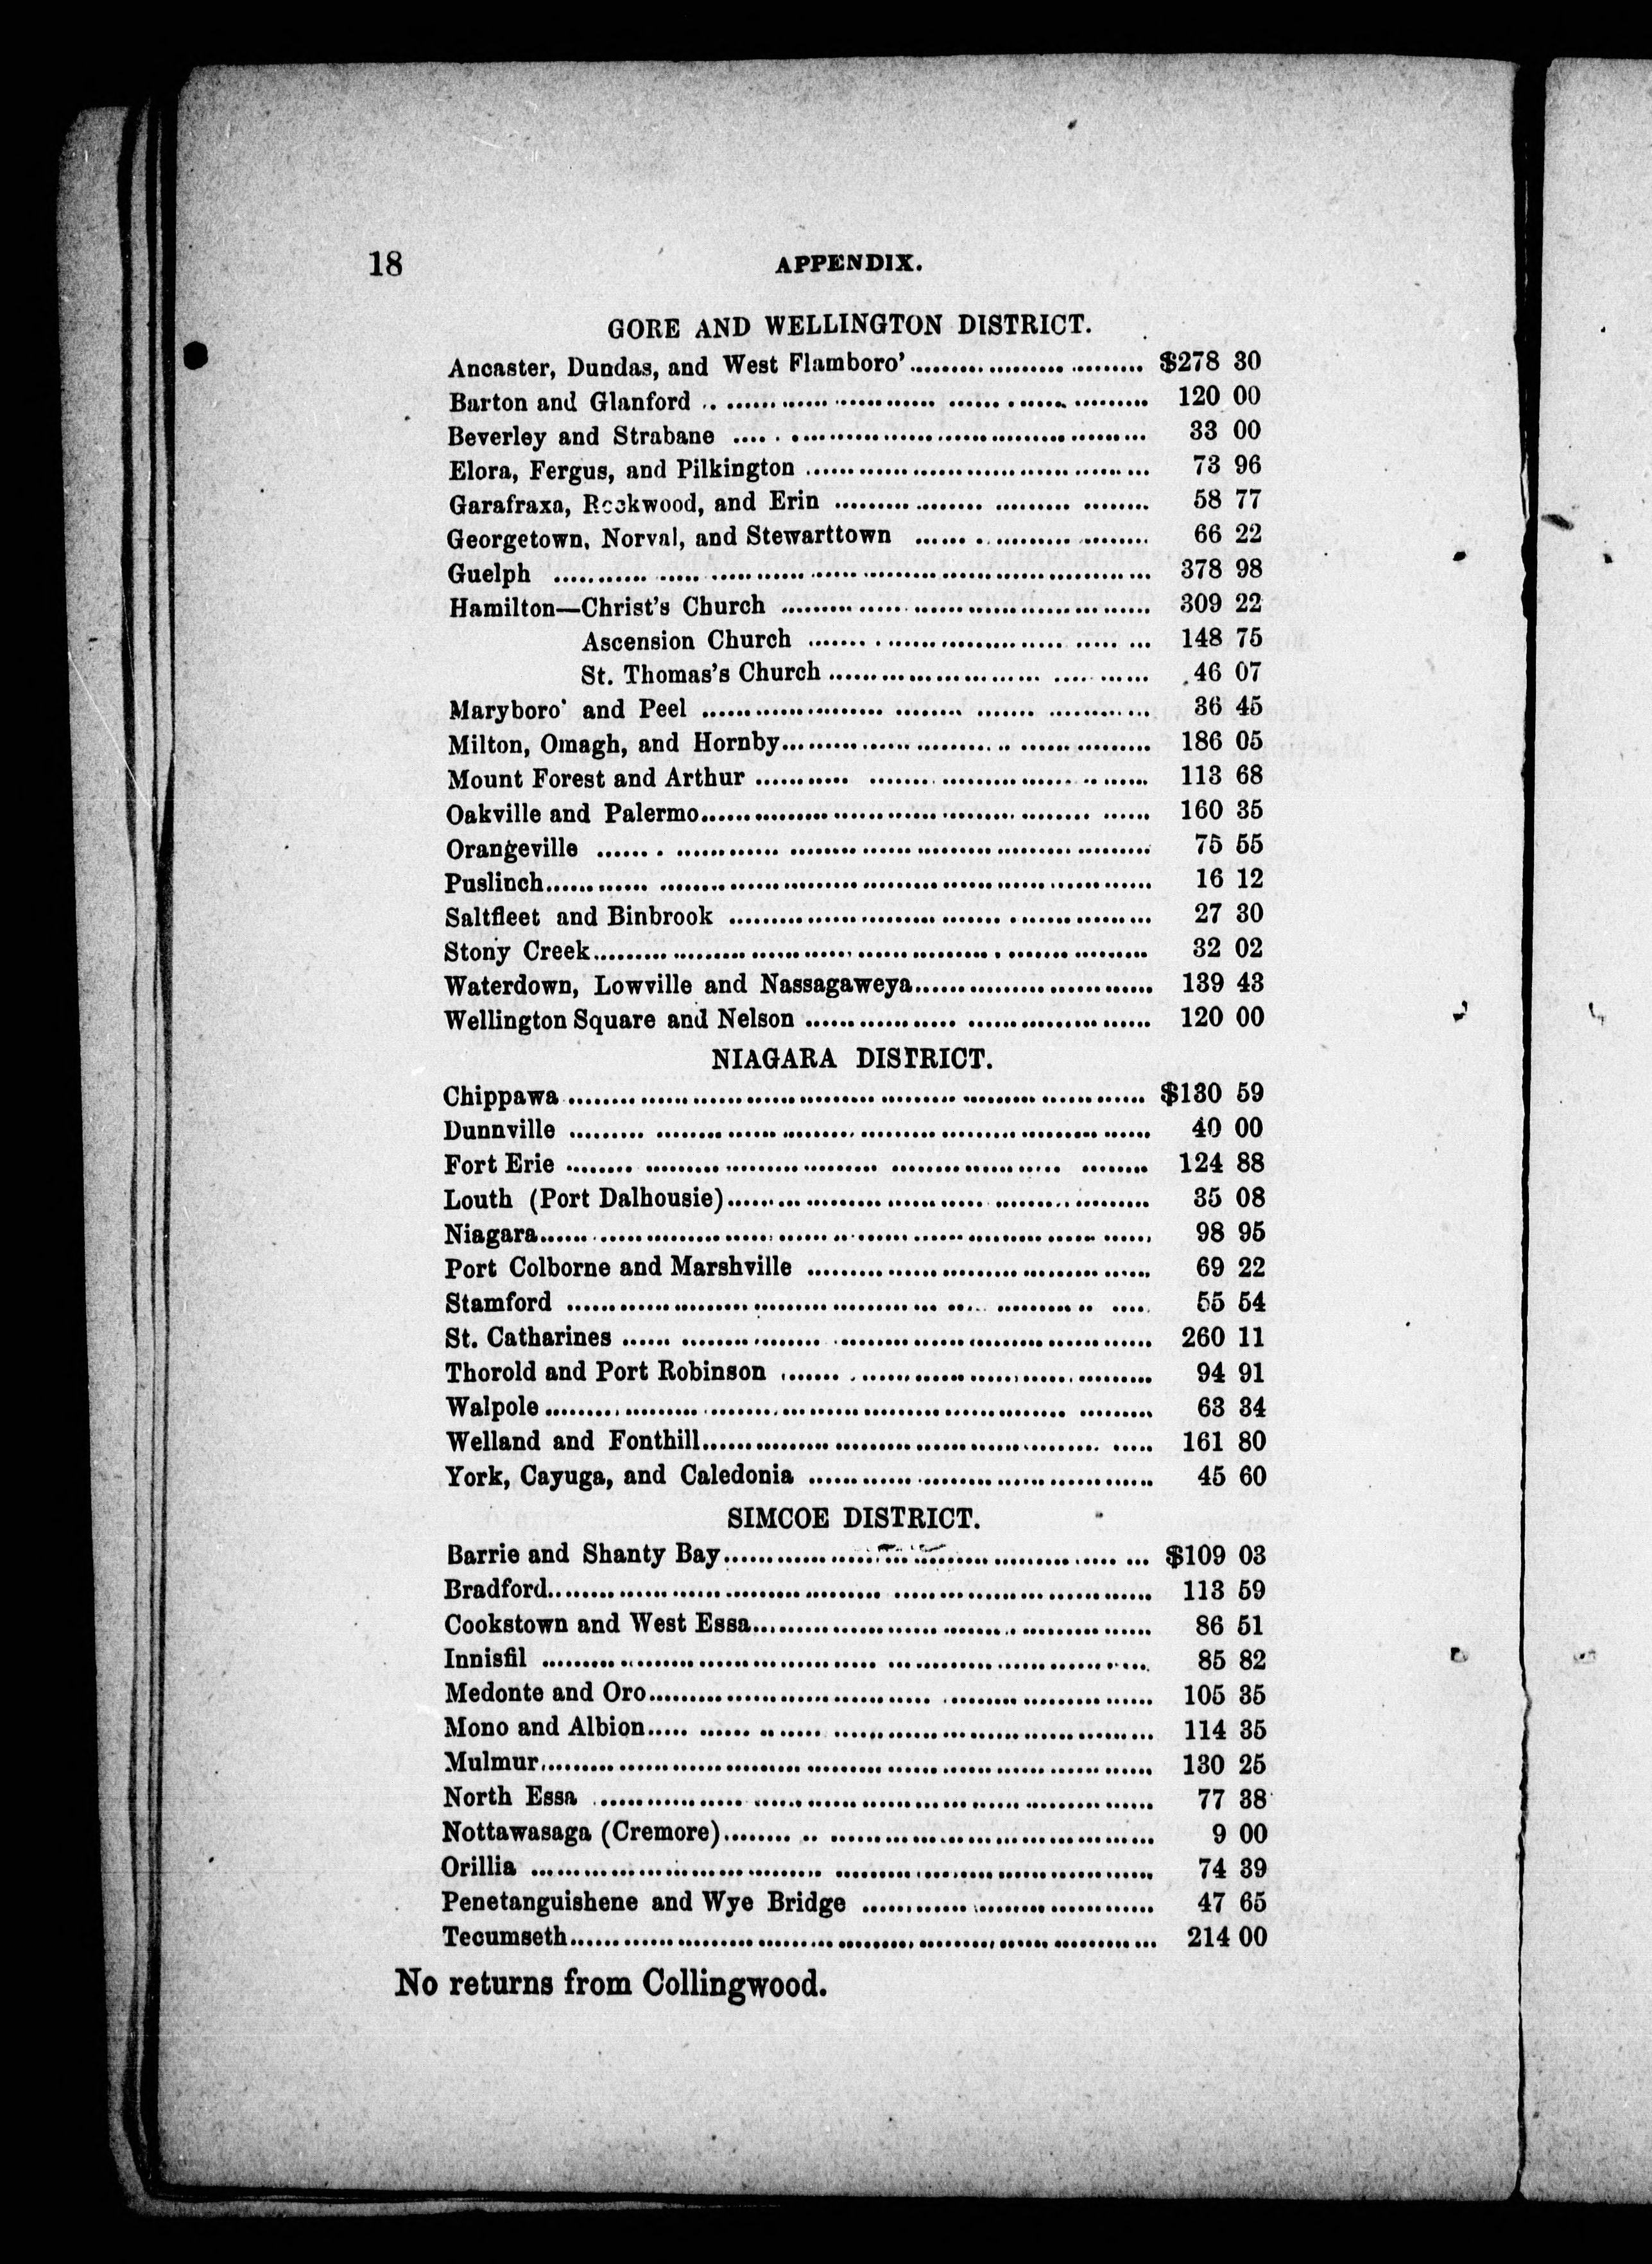 18 APPENDIX.
GORE AND WELLINGTON DISTRICT.
Ancaster, Dundas, and West Flamboro' ........................ $278 30
Barton and Glanford ........................ 120 00
Beverley and Strabane ........................ 33 00
Elora, Fergus, and Pilkington ........................ 73 96
Garafraxa, Rockwood, and Erin ........................ 58 77
Georgetown, Norval, and Stewarttown ........................ 66 22
Guelph ........................ 378 98
Hamilton—Christ's Church ........................ 309 22
Ascension Church ........................ 148 75
St. Thomas's Church ........................ 46 07
Maryboro' and Peel ........................ 36 45
Milton, Omagh, and Hornby ........................ 186 05
Mount Forest and Arthur ........................ 113 68
Oakville and Palermo ........................ 160 35
Orangeville ........................ 75 55
Puslinch ........................ 16 12
Saltfleet and Binbrook ........................ 27 30
Stony Creek ........................ 32 02
Waterdown, Lowville and Nassagaweya ........................ 139 43
Wellington Square and Nelson ........................ 120 00
NIAGARA DISTRICT.
Chippawa ........................ $130 59
Dunnville ........................ 40 00
Fort Erie ........................ 124 88
Louth (Port Dalhousie) ........................ 35 08
Niagara ........................ 98 95
Port Colborne and Marshville ........................ 69 22
Stamford ........................ 55 54
St. Catharines ........................ 260 11
Thorold and Port Robinson ........................ 94 91
Walpole ........................ 63 34
Welland and Fonthill ........................ 161 80
York, Cayuga, and Caledonia ........................ 45 60
SIMCOE DISTRICT.
Barrie and Shanty Bay ........................ $109 03
Bradford ........................ 113 59
Cookstown and West Essa ........................ 86 51
Innisfil ........................ 85 82
Medonte and Oro ........................ 105 35
Mono and Albion ........................ 114 35
Mulmur ........................ 130 25
North Essa ........................ 77 38
Nottawasaga (Cremore) ........................ 9 00
Orillia ........................ 74 39
Penetanguishene and Wye Bridge ........................ 47 65
Tecumseth ........................ 214 00
No returns from Collingwood.